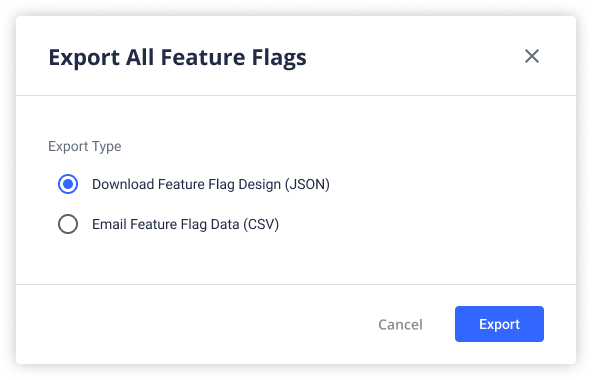 Export All Feature Flags
Export Type
Download Feature Flag Design (JSON)
Email Feature Flag Data (CSV)
Cancel
Export